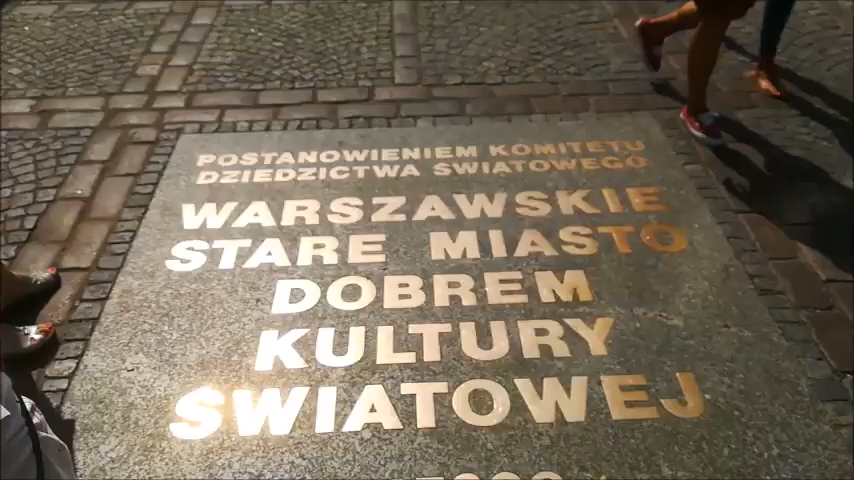 POSTANOWIENIEM KOMITETU
DZIEDZICTWA SWIATOWEGO
WARSZAWSKIE
STARE MIASTO
DOBREM
KULTURY
SWIATOWEJ